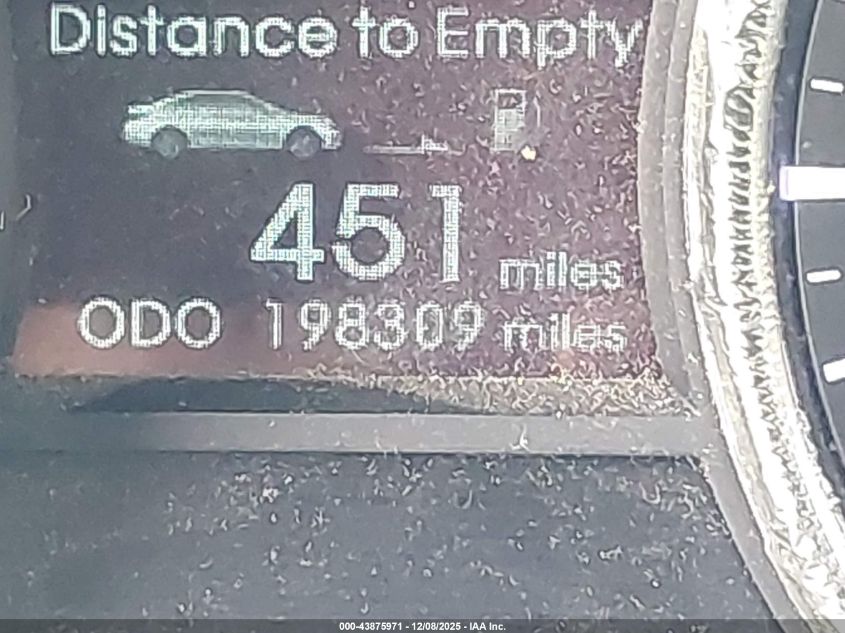 Distance to Empty
451 miles
ODO 198309 miles
000-43875971 - 12/08/2025 - IAA Inc.